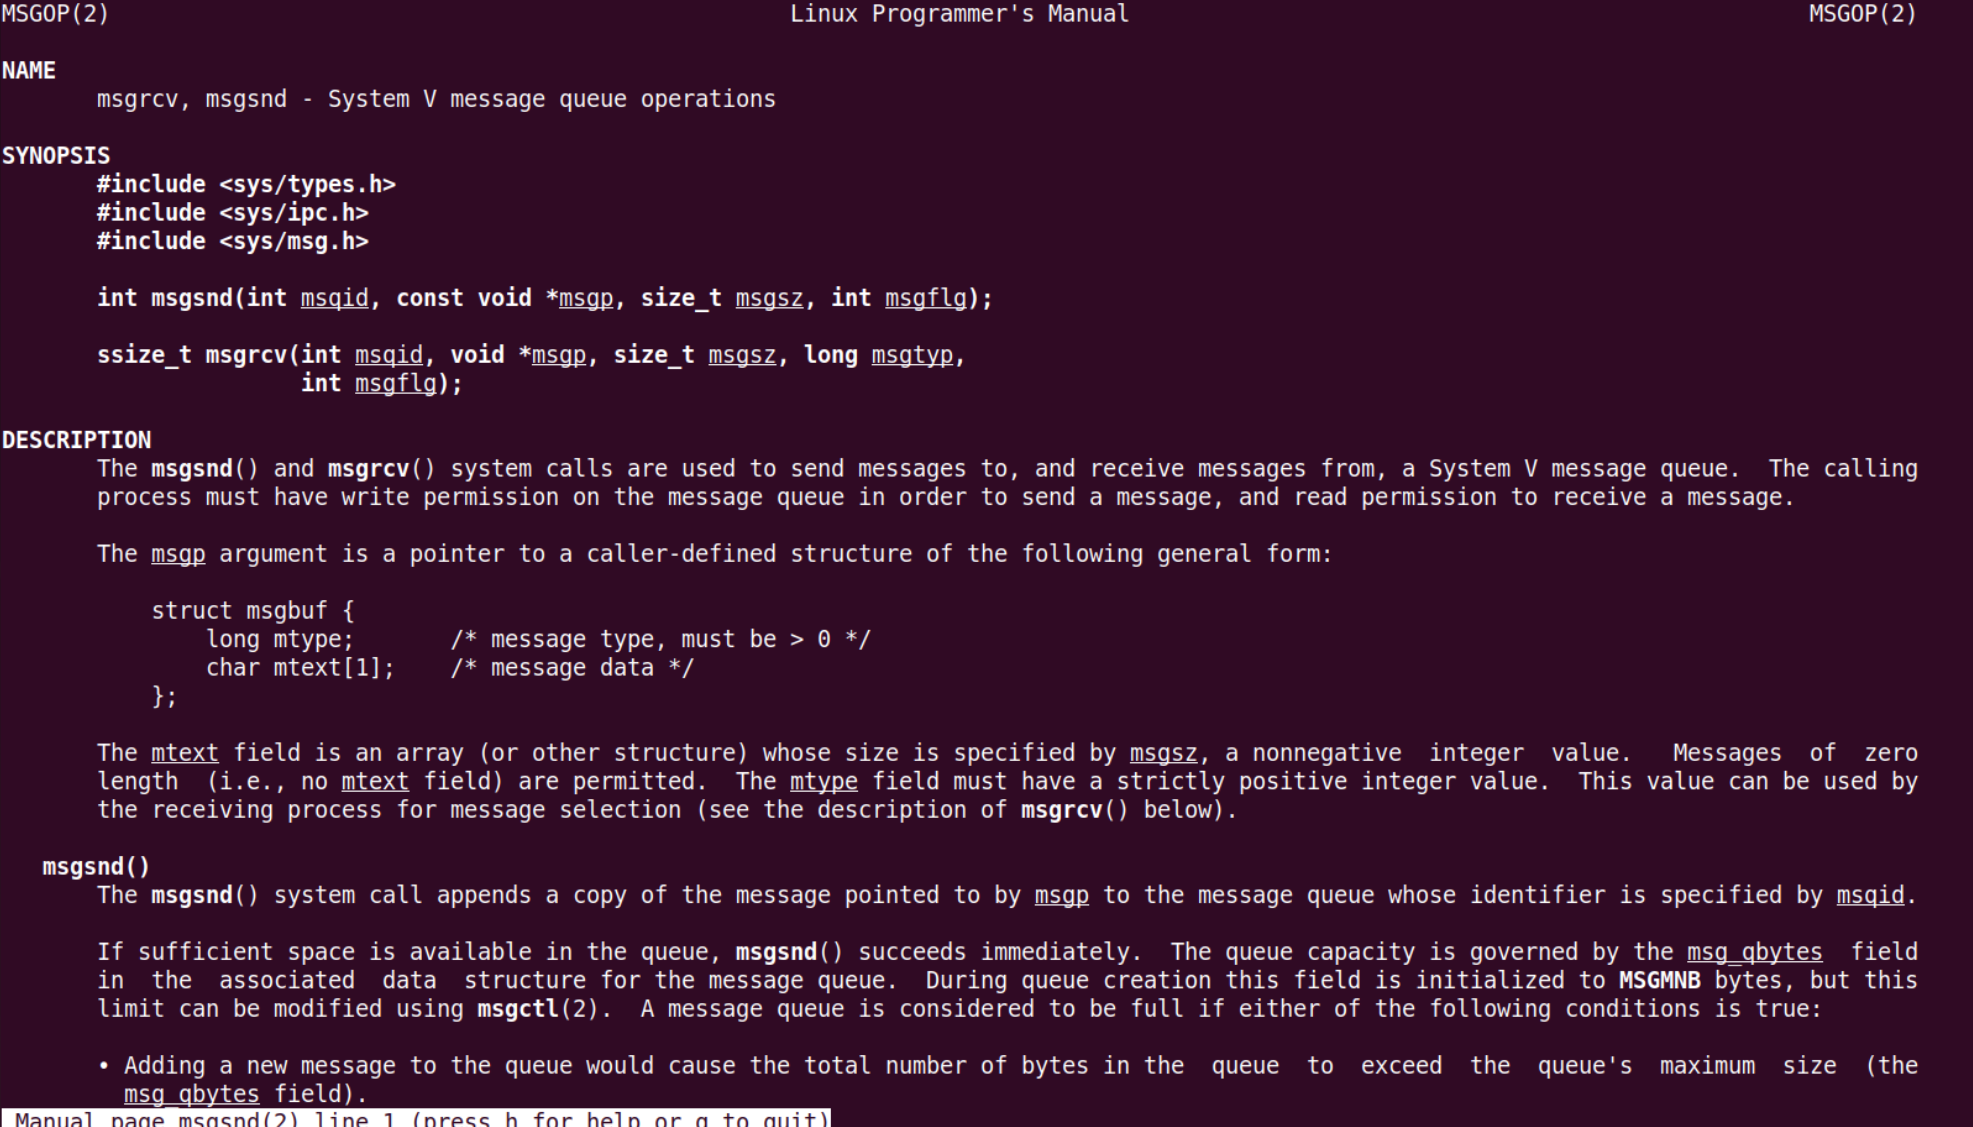 MSGOP(2)                                                  Linux Programmer's Manual                                                  MSGOP(2)
NAME
       msgrcv, msgsnd - System V message queue operations
SYNOPSIS
       #include <sys/types.h>
       #include <sys/ipc.h>
       #include <sys/msg.h>
       int msgsnd(int msqid, const void *msgp, size_t msgsz, int msgflg);
       ssize_t msgrcv(int msqid, void *msgp, size_t msgsz, long msgtyp,
                      int msgflg);
DESCRIPTION
       The msgsnd() and msgrcv() system calls are used to send messages to, and receive messages from, a System V message queue.  The calling
       process must have write permission on the message queue in order to send a message, and read permission to receive a message.
       The msgp argument is a pointer to a caller-defined structure of the following general form:
           struct msgbuf {
               long mtype;       /* message type, must be > 0 */
               char mtext[1];    /* message data */
           };
       The mtext field is an array (or other structure) whose size is specified by msgsz, a nonnegative  integer  value.   Messages  of  zero
       length  (i.e., no mtext field) are permitted.  The mtype field must have a strictly positive integer value.  This value can be used by
       the receiving process for message selection (see the description of msgrcv() below).
   msgsnd()
       The msgsnd() system call appends a copy of the message pointed to by msgp to the message queue whose identifier is specified by msqid.
       If sufficient space is available in the queue, msgsnd() succeeds immediately.  The queue capacity is governed by the msg_qbytes  field
       in  the  associated  data  structure for the message queue.  During queue creation this field is initialized to MSGMNB bytes, but this
       limit can be modified using msgctl(2).  A message queue is considered to be full if either of the following conditions is true:
       • Adding a new message to the queue would cause the total number of bytes in the  queue  to  exceed  the  queue's  maximum  size  (the
         msg_qbytes field).
 Manual page msgsnd(2) line 1 (press h for help or q to quit)